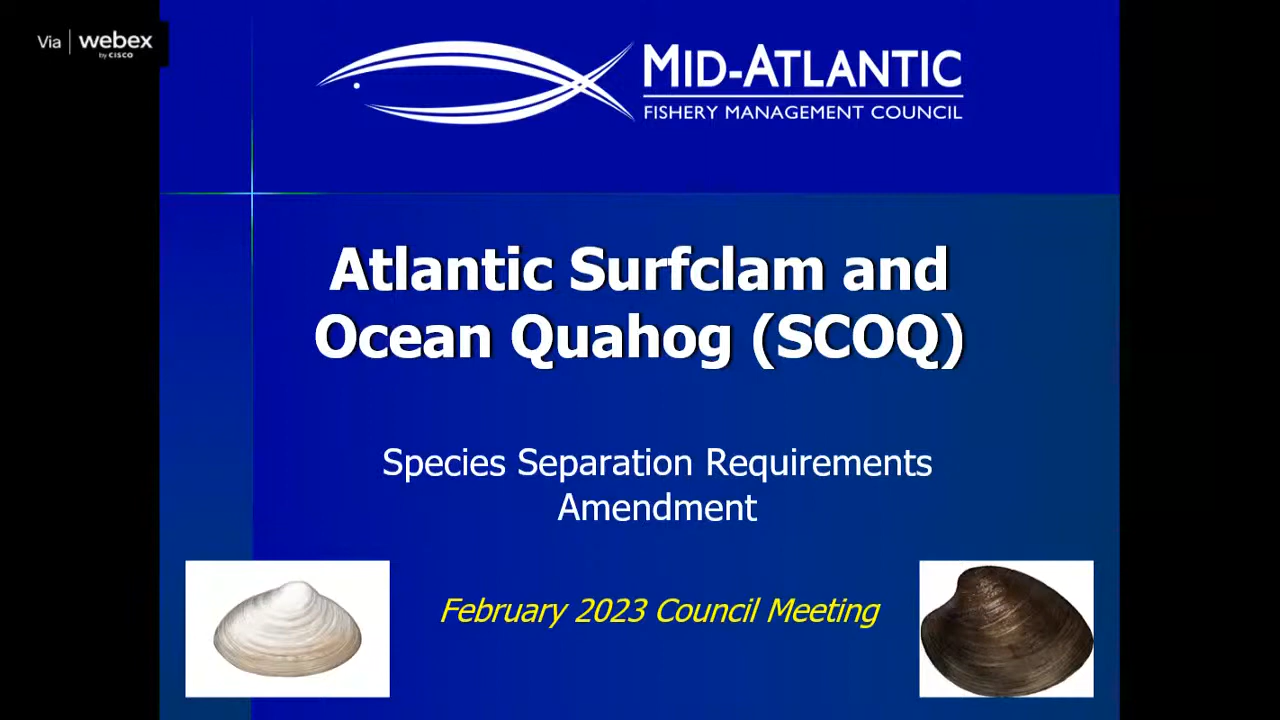 Via webex
by CISCO
MID-ATLANTIC
FISHERY MANAGEMENT COUNCIL
Atlantic Surfclam and
Ocean Quahog (SCOQ)
Species Separation Requirements
Amendment
February 2023 Council Meeting